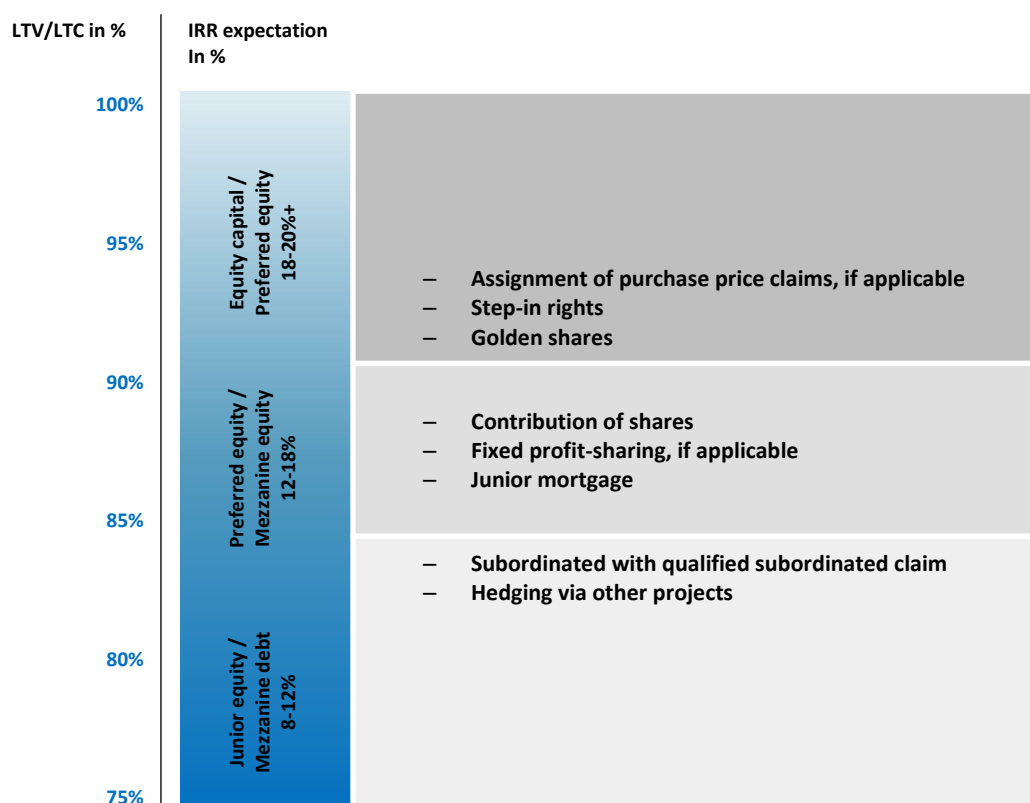 LTV/LTC in %
IRR expectation
In %
100%
95%
90%
85%
80%
75%
Equity capital /
Preferred equity
18-20%+
Preferred equity /
Mezzanine equity
12-18%
Junior equity /
Mezzanine debt
8-12%
– Assignment of purchase price claims, if applicable
– Step-in rights
– Golden shares
– Contribution of shares
– Fixed profit-sharing, if applicable
– Junior mortgage
– Subordinated with qualified subordinated claim
– Hedging via other projects